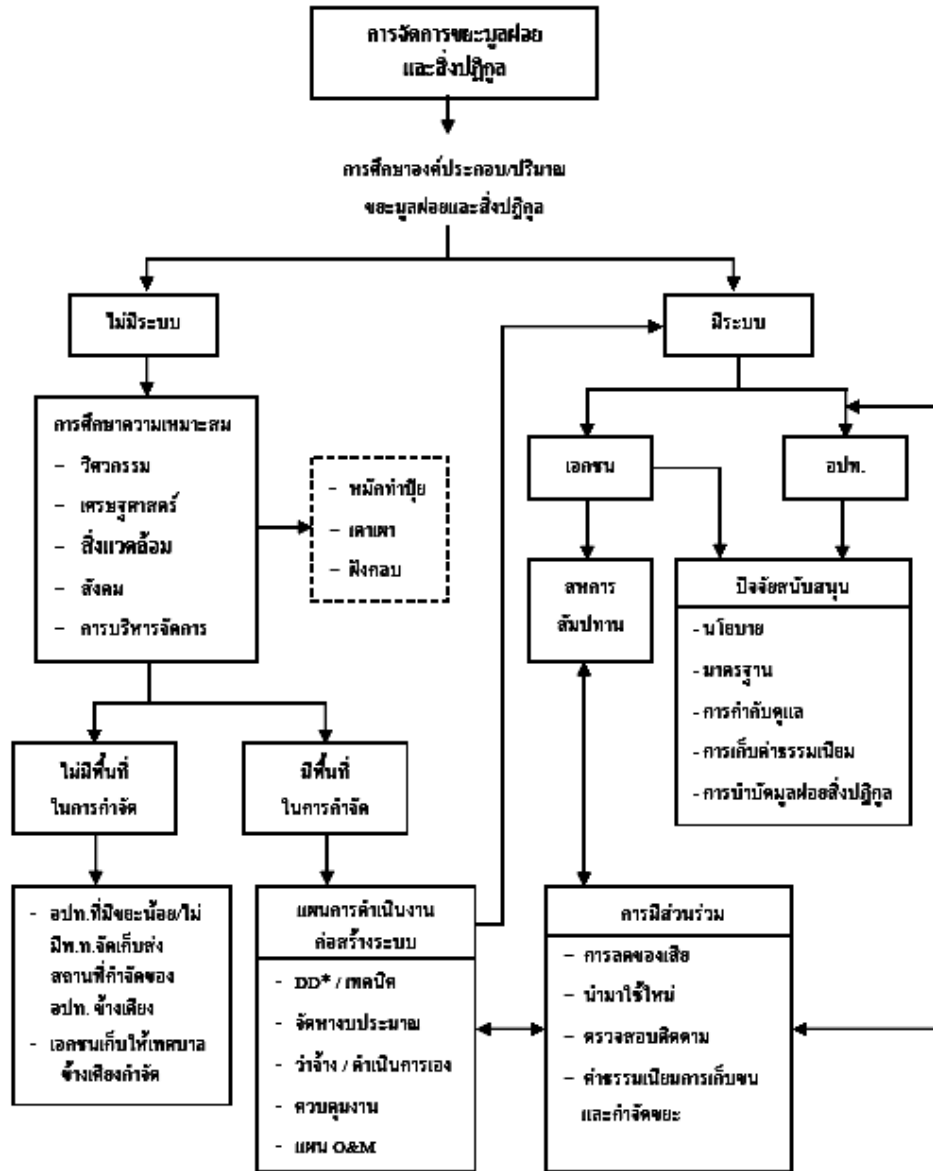 การจัดการขยะมูลฝอย
และสิ่งปฏิกูล
การศึกษาองค์ประกอบ/ปริมาณ
ขยะมูลฝอยและสิ่งปฏิกูล
ไม่มีระบบ
มีระบบ
การศึกษาความเหมาะสม
- วิศวกรรม
- เศรษฐศาสตร์
- สิ่งแวดล้อม
- สังคม
- การบริหารจัดการ
- หมักทำปุ๋ย
- เตาเผา
- ฝังกลบ
เอกชน
อปท.
สหการ
สัมปทาน
ปัจจัยสนับสนุน
- นโยบาย
- มาตรฐาน
- การกำกับดูแล
- การเก็บค่าธรรมเนียม
- การบำบัดมูลฝอยสิ่งปฏิกูล
ไม่มีพื้นที่
ในการกำจัด
มีพื้นที่
ในการกำจัด
- อปท.ที่มีขยะน้อย/ไม่
มีพ.ท.จัดเก็บส่ง
สถานที่กำจัดของ
อปท. ข้างเคียง
- เอกชนเก็บให้เทศบาล
ข้างเคียงกำจัด
แผนการดำเนินงาน
ก่อสร้างระบบ
- DD* / เทคนิค
- จัดหางบประมาณ
- ว่าจ้าง / ดำเนินการเอง
- ควบคุมงาน
- แผน O&M
การมีส่วนร่วม
- การลดของเสีย
- นำมาใช้ใหม่
- ตรวจสอบติดตาม
- ค่าธรรมเนียมการเก็บขน
และกำจัดขยะ